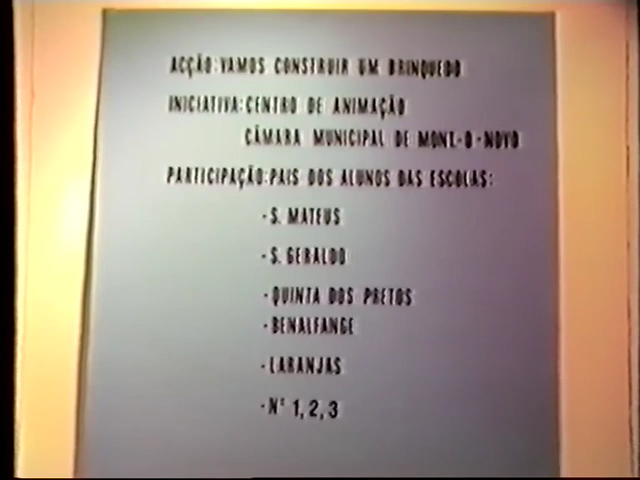 ACÇÃO:VAMOS CONSTRUIR UM BRINQUEDO
INICIATIVA:CENTRO DE ANIMAÇÃO
CÂMARA MUNICIPAL DE MONT.-O-NOVO
PARTICIPAÇÃO:PAIS DOS ALUNOS DAS ESCOLAS:
-S. MATEUS
-S. GERALDO
-QUINTA DOS PRETOS
-BENALFANGE
-LARANJAS
-Nº 1,2,3